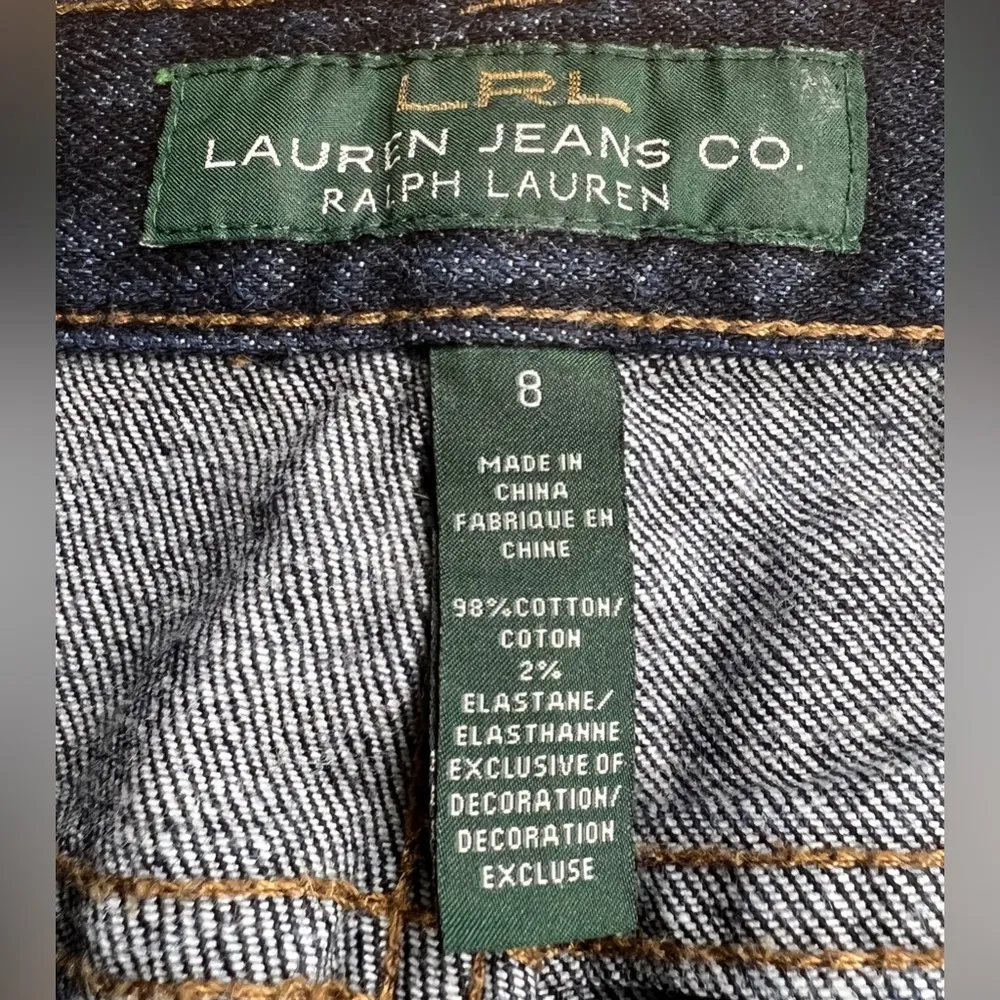 LRL
LAUREN JEANS CO.
RALPH LAUREN
8
MADE IN
CHINA
FABRIQUE EN
CHINE
98%COTTON/
COTON
2%
ELASTANE/
ELASTHANNE
EXCLUSIVE OF
DECORATION/
DECORATION
EXCLUSE